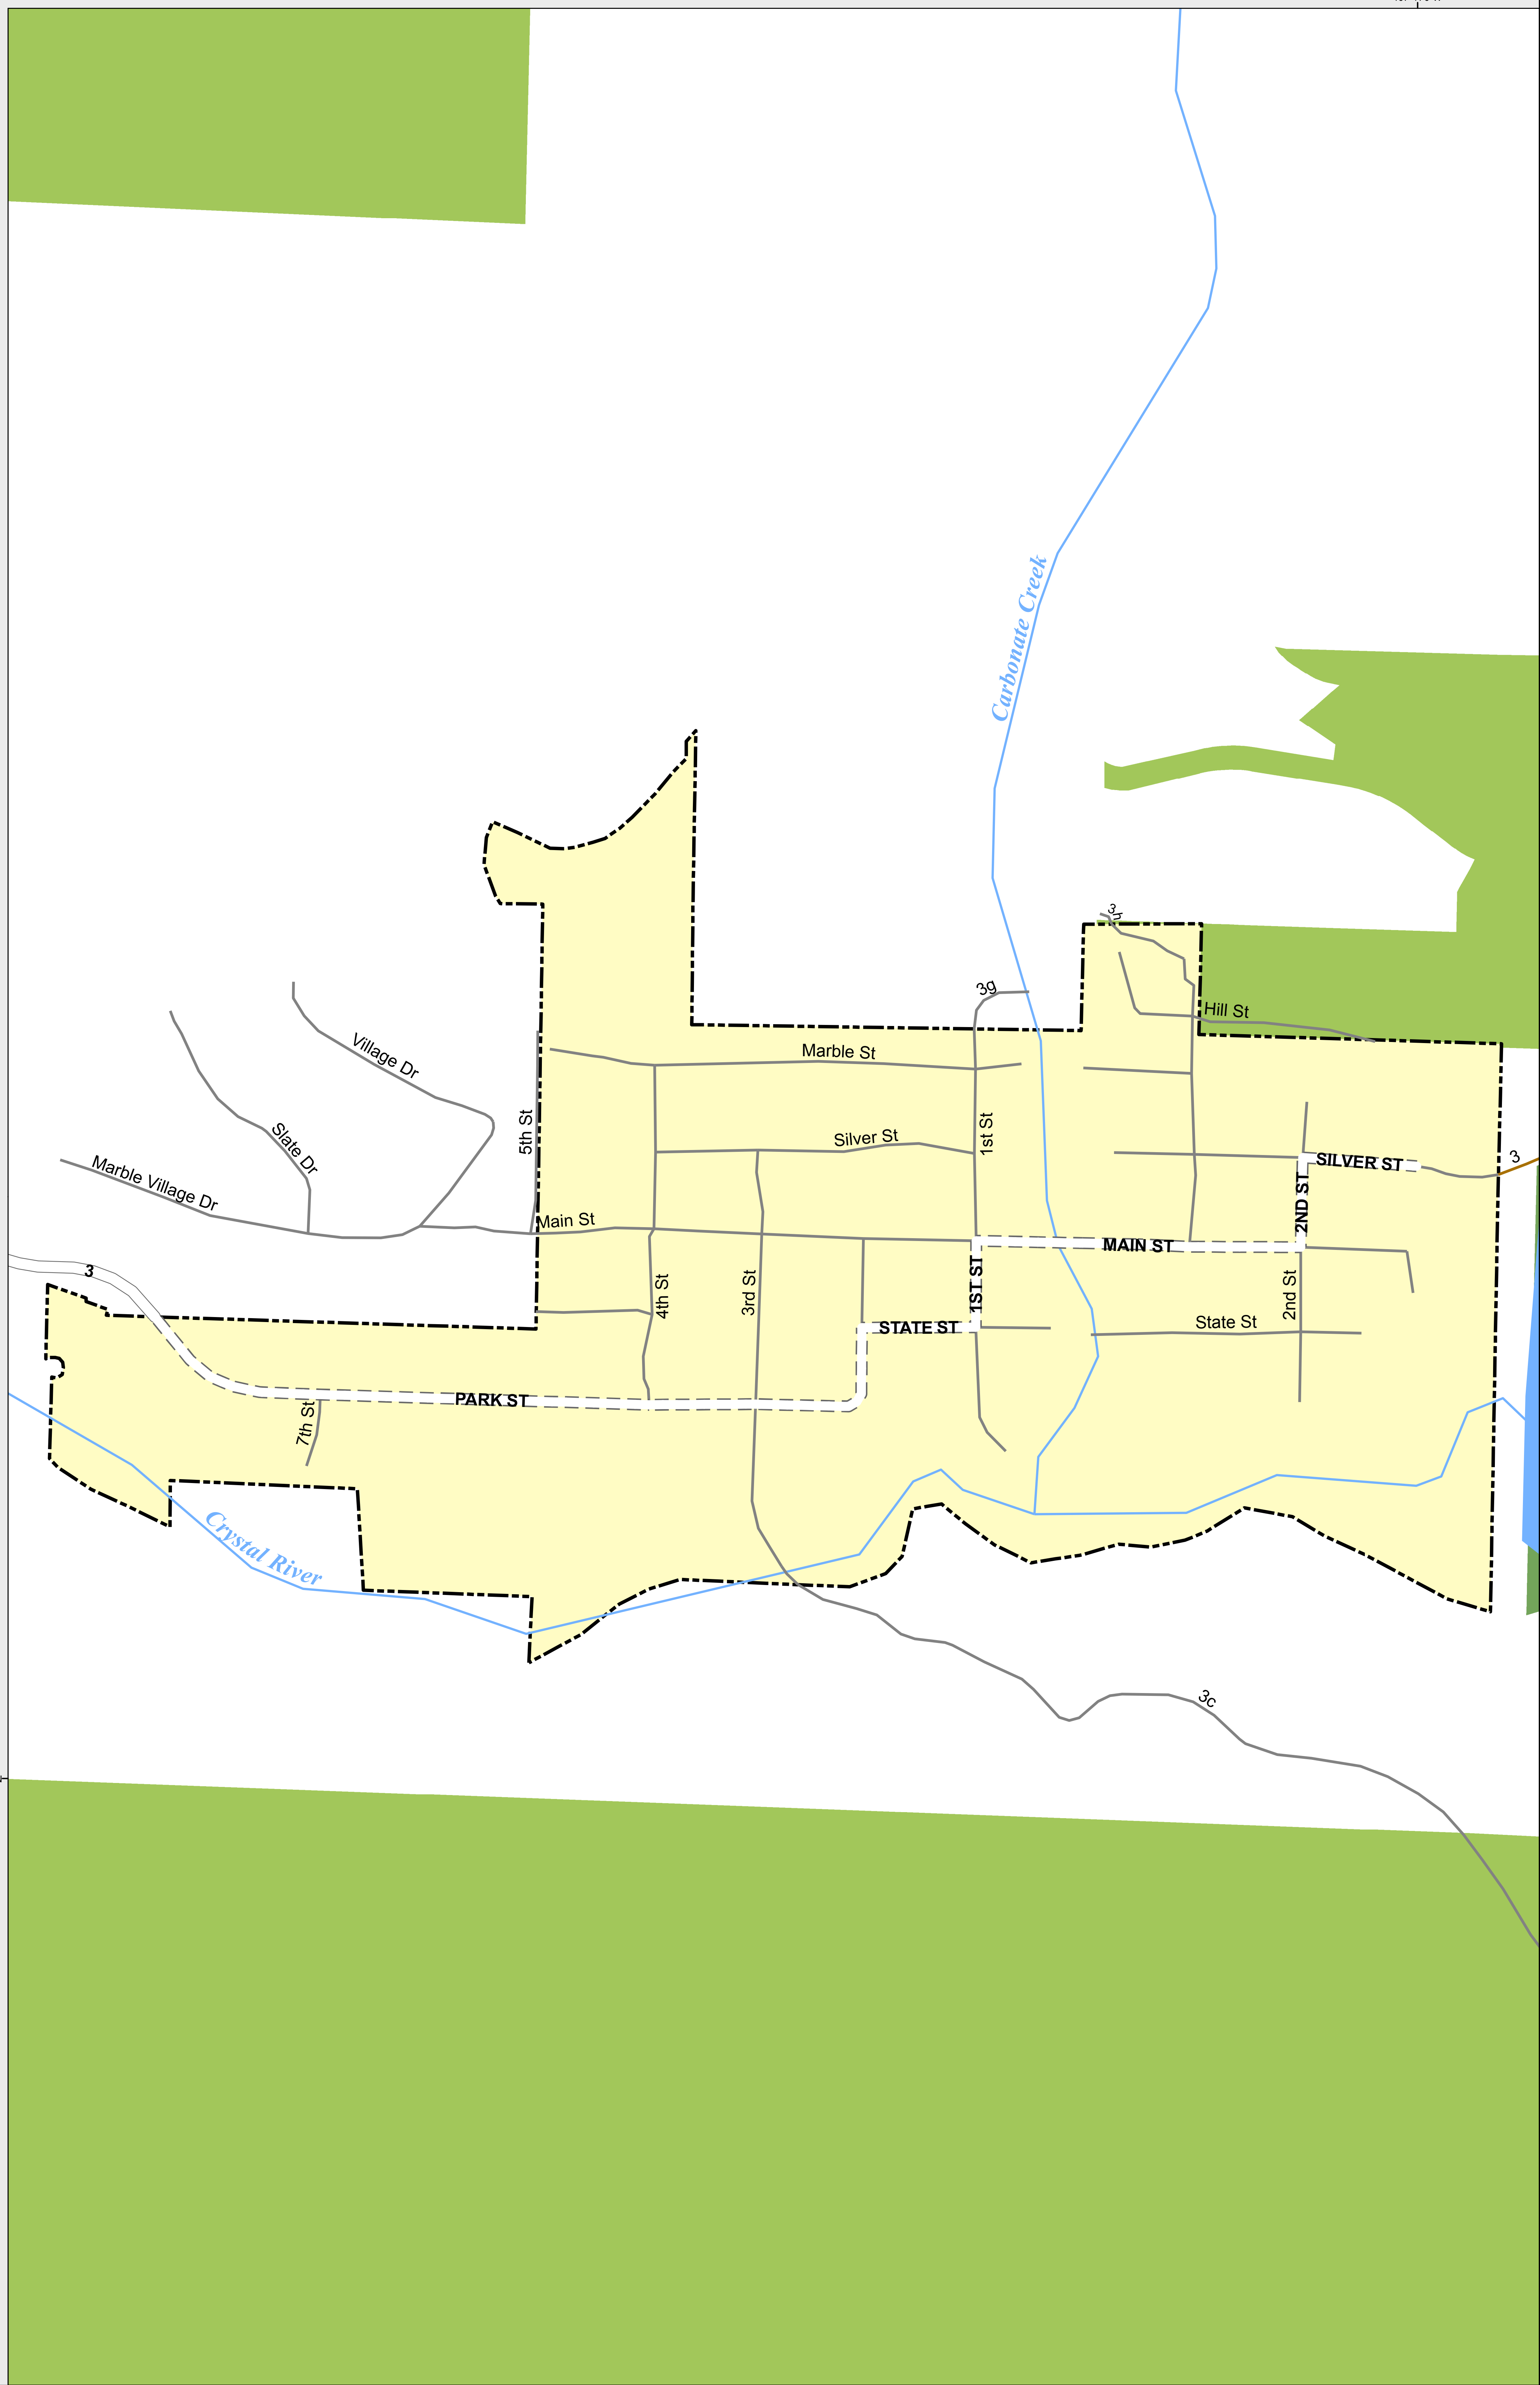 Carbonate Creek
3h
3g
Hill St
Village Dr
Marble St
Slate Dr
5th St
Silver St
1st St
Marble Village Dr
SILVER ST
3
2ND ST
Main St
MAIN ST
3
4th St
3rd St
1ST ST
2nd St
STATE ST
State St
PARK ST
7th St
Crystal River
3c